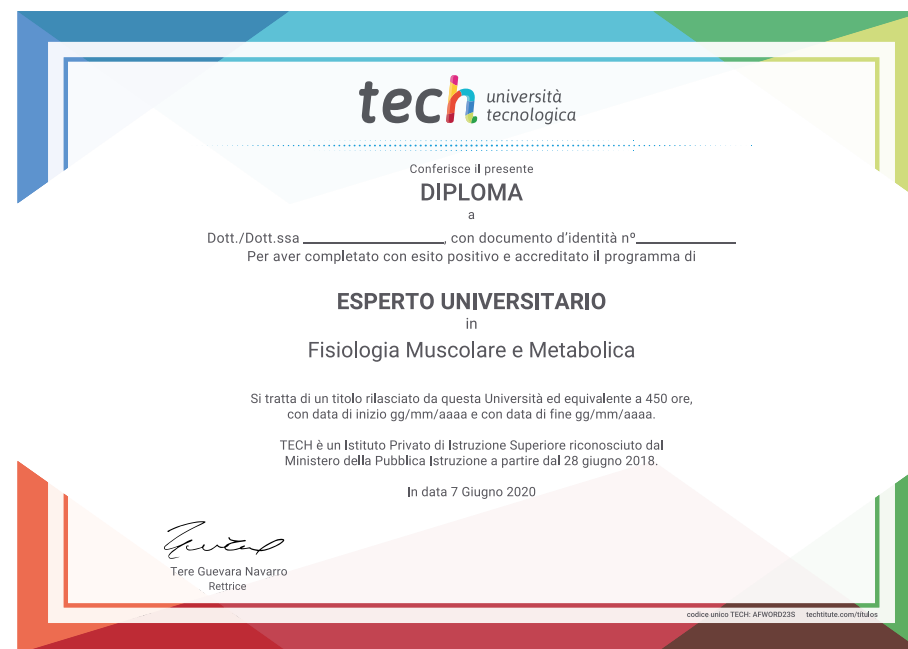 tech università
tecnologica
Conferisce il presente
DIPLOMA
a
Dott./Dott.ssa ____________________, con documento d'identità nº______________
Per aver completato con esito positivo e accreditato il programma di
ESPERTO UNIVERSITARIO
in
Fisiologia Muscolare e Metabolica
Si tratta di un titolo rilasciato da questa Università ed equivalente a 450 ore,
con data di inizio gg/mm/aaaa e con data di fine gg/mm/aaaa.
TECH è un Istituto Privato di Istruzione Superiore riconosciuto dal
Ministero della Pubblica Istruzione a partire dal 28 giugno 2018.
In data 7 Giugno 2020
Tere Guevara Navarro
Rettrice
codice unico TECH: AFWORD23S techtitute.com/titulos